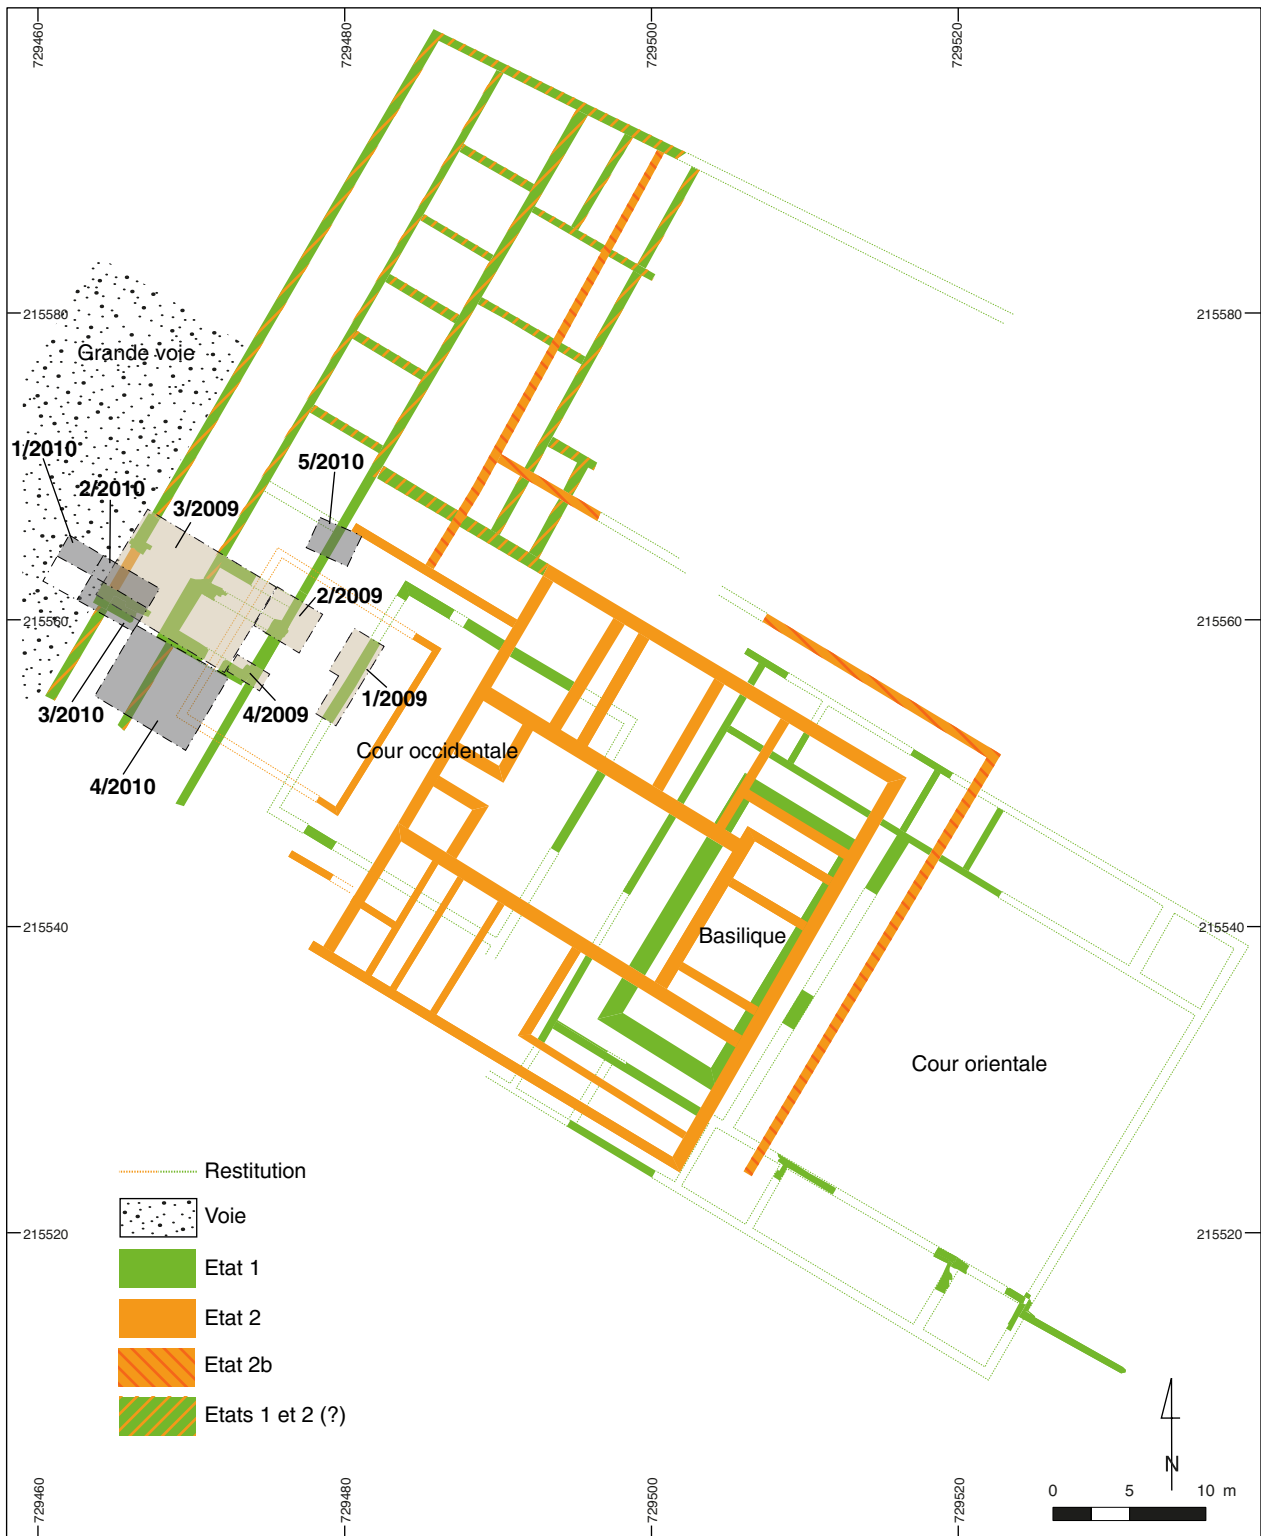 729460
729480
729500
729520
215580
215580
Grande voie
1/2010
5/2010
2/2010
3/2009
2/2009
215560
215560
1/2009
3/2010
4/2009
Cour occidentale
4/2010
Basilique
215540
215540
Cour orientale
Restitution
Voie
215520
215520
Etat 1
Etat 2
Etat 2b
Etats 1 et 2 (?)
N
0 5 10 m
729460
729480
729500
729520